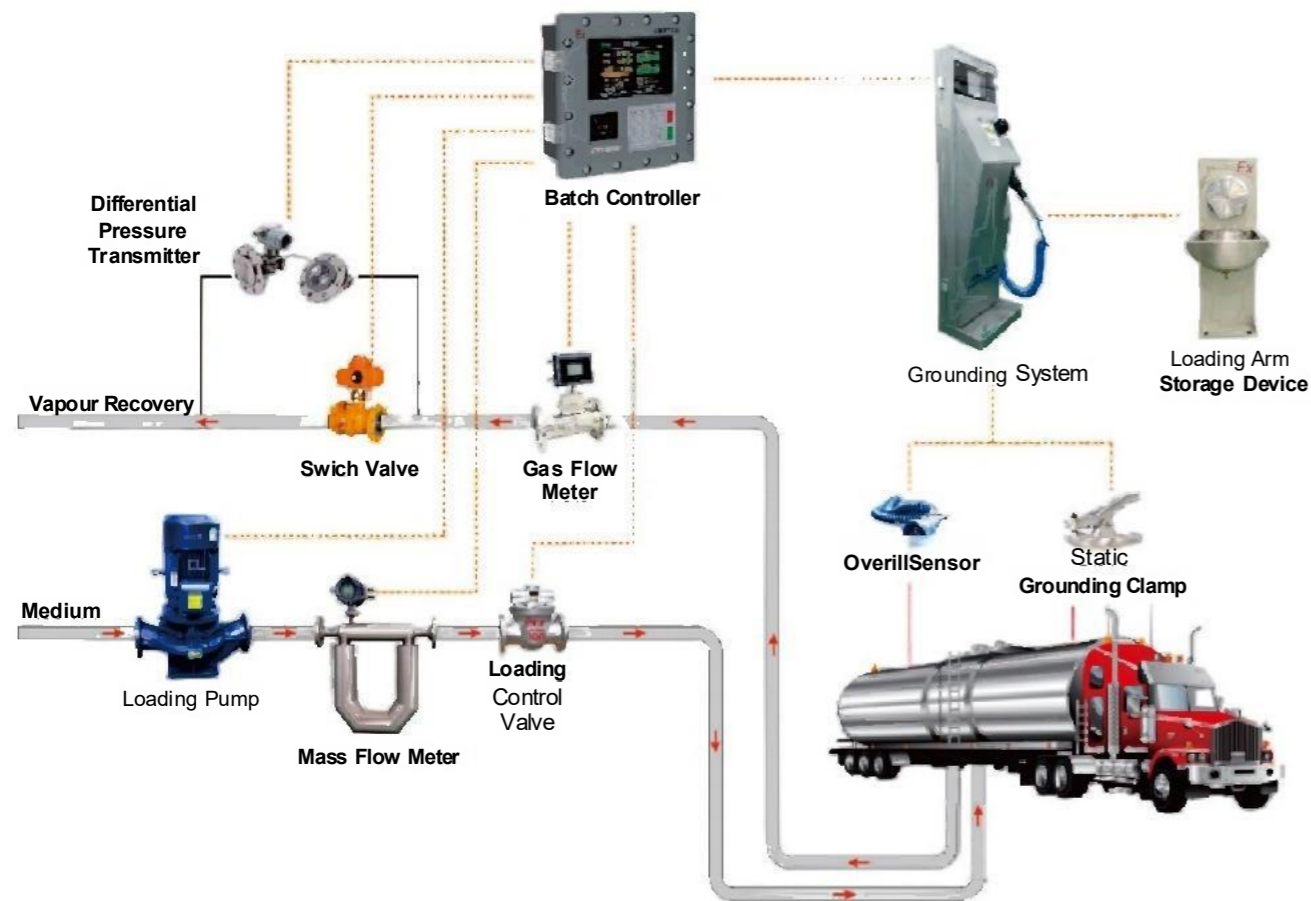 Batch Controller
Differential
Pressure
Transmitter
Ex
Loading Arm
Storage Device
Grounding System
Vapour Recovery
Swich Valve
Gas Flow
Meter
OverillSensor
Static
Grounding Clamp
Medium
Loading Pump
Mass Flow Meter
Loading
Control
Valve